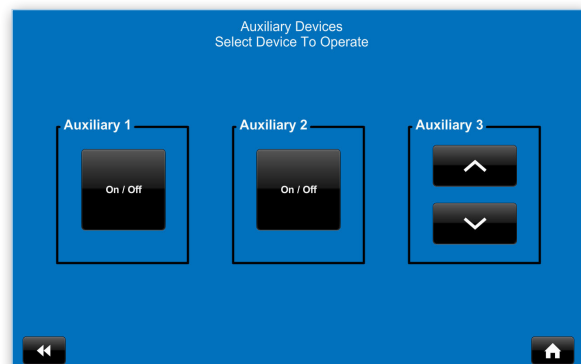 Auxiliary Devices
Select Device To Operate
Auxiliary 1
Auxiliary 2
Auxiliary 3
On / Off
On / Off